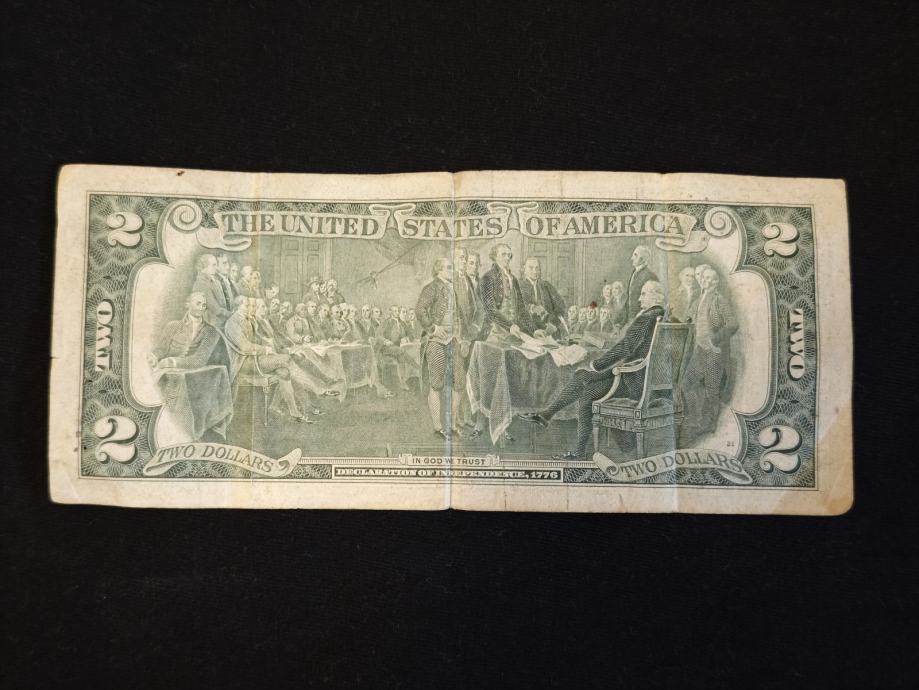 THE UNITED STATES OF AMERICA
2
2
TWO
TWO
2
2
TWO DOLLARS
IN GOD WE TRUST
TWO DOLLARS
DECLARATION OF INDEPENDENCE, 1776
21